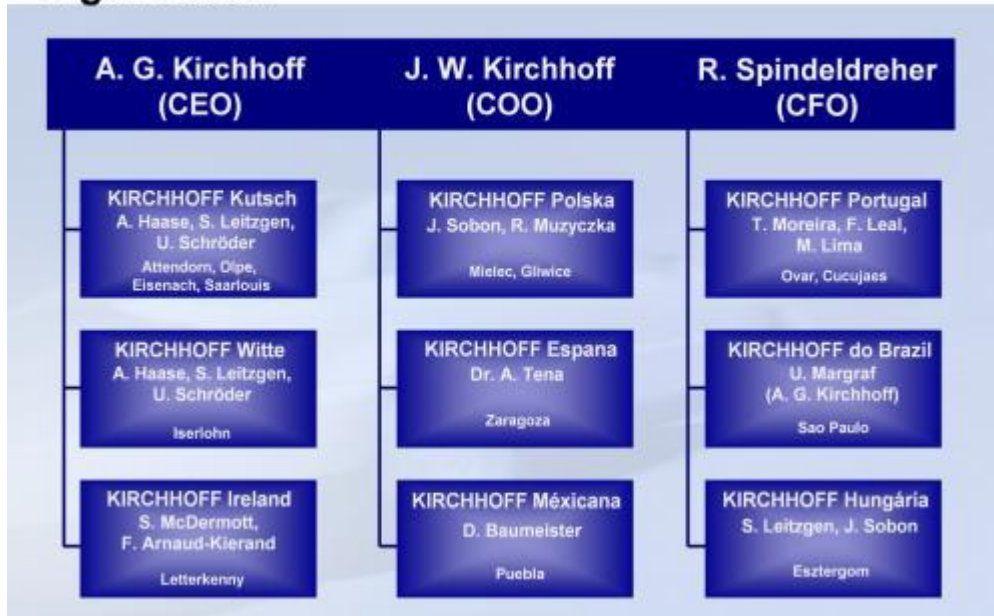 A. G. Kirchhoff
(CEO)
J. W. Kirchhoff
(COO)
R. Spindeldreher
(CFO)
KIRCHHOFF Kutsch
A. Haase, S. Leitzgen,
U. Schröder
Attendorn, Olpe,
Eisenach, Saarlouis
KIRCHHOFF Witte
A. Haase, S. Leitzgen,
U. Schröder
Iserlohn
KIRCHHOFF Ireland
S. McDermott,
F. Arnaud-Kierand
Letterkenny
KIRCHHOFF Polska
J. Sobon, R. Muzyczka
Mielec, Gliwice
KIRCHHOFF Espana
Dr. A. Tena
Zaragoza
KIRCHHOFF Méxicana
D. Baumeister
Puebla
KIRCHHOFF Portugal
T. Moreira, F. Leal,
M. Lima
Ovar, Cucujaes
KIRCHHOFF do Brazil
U. Margraf
(A. G. Kirchhoff)
Sao Paulo
KIRCHHOFF Hungária
S. Leitzgen, J. Sobon
Esztergom